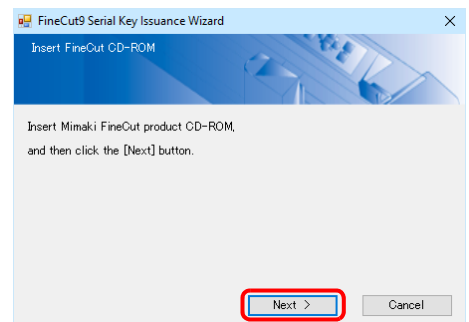 FineCut9 Serial Key Issuance Wizard
Insert FineCut CD-ROM
Insert Mimaki FineCut product CD-ROM,
and then click the [Next] button.
Next >
Cancel